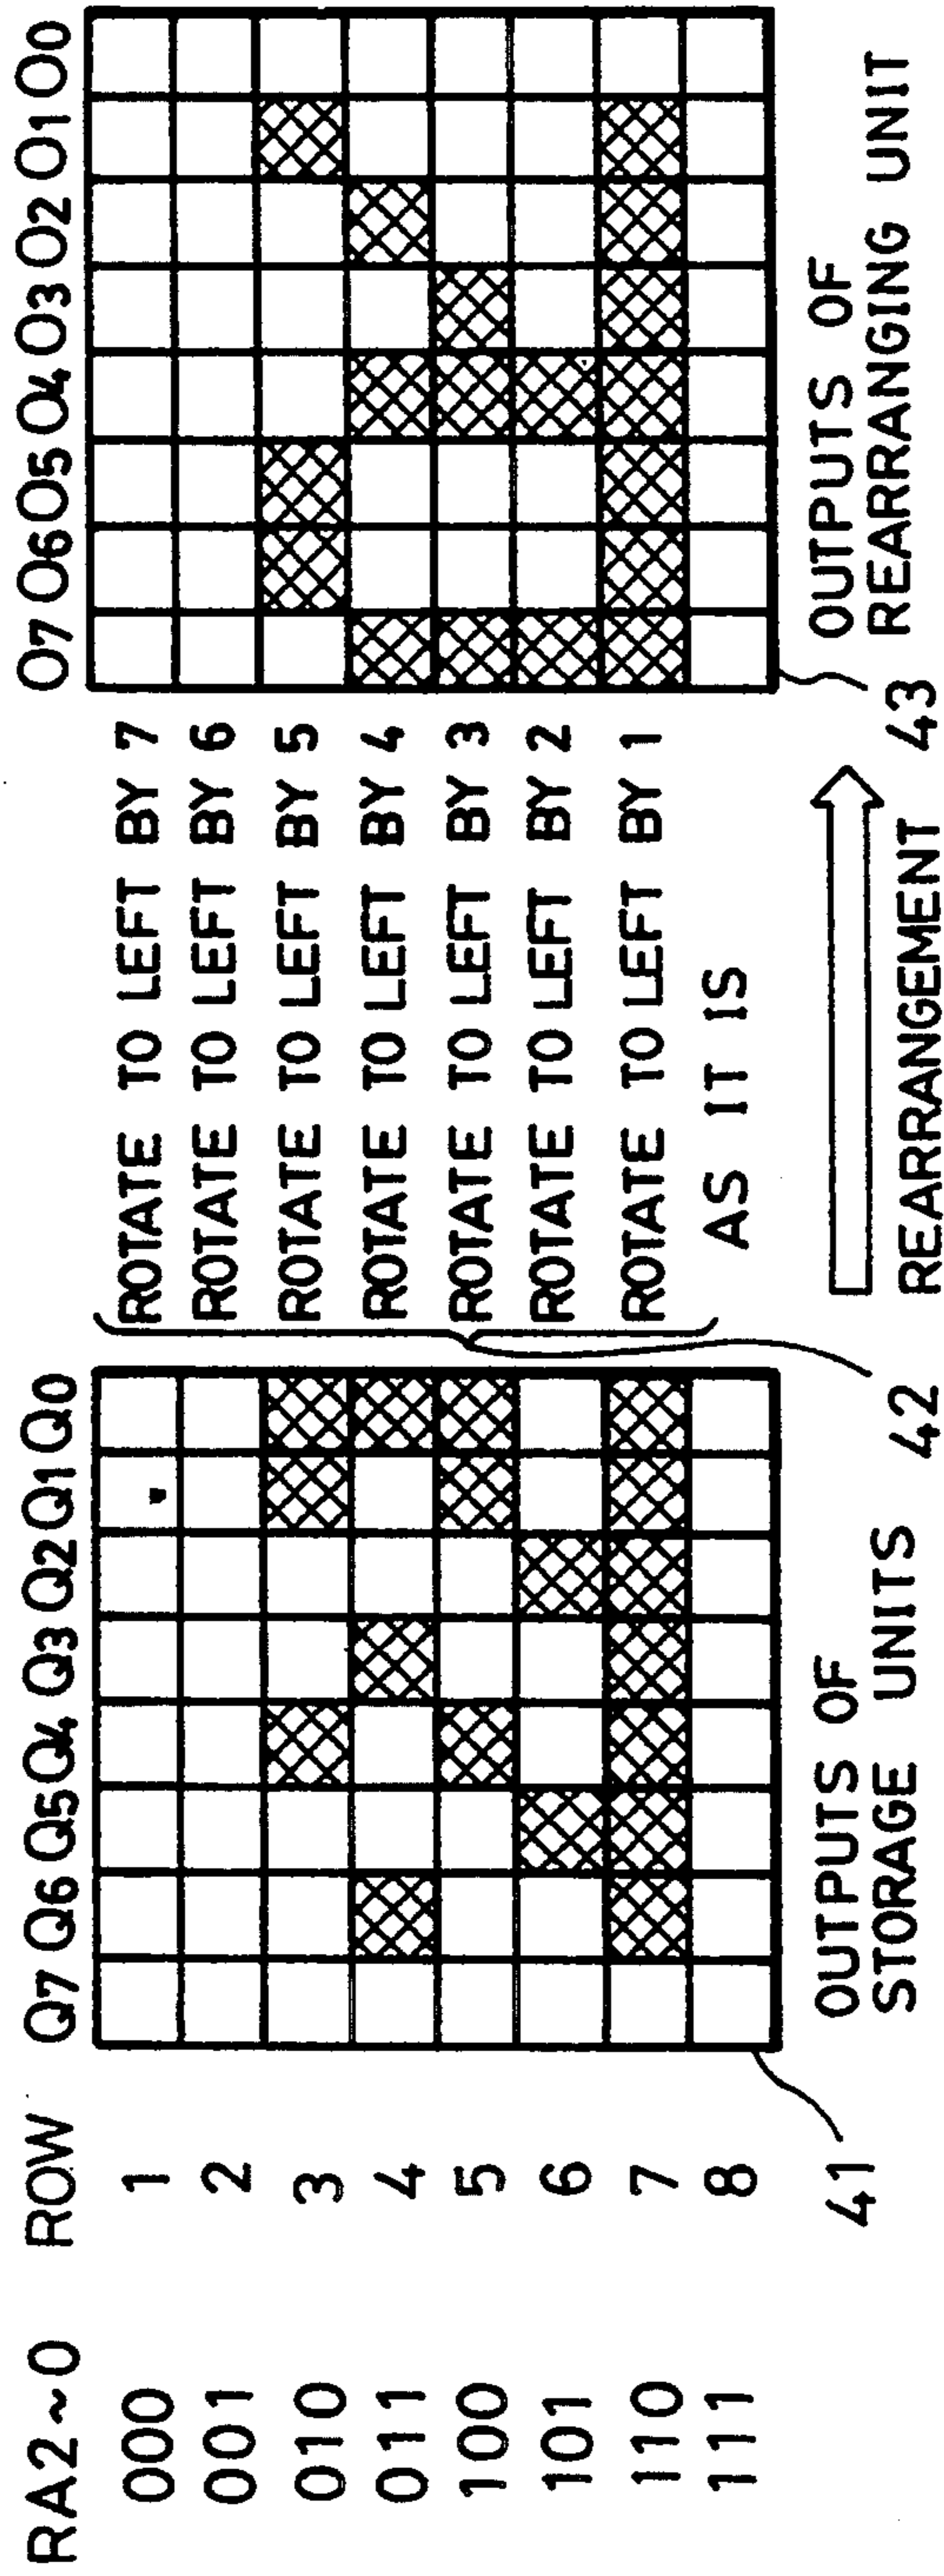 RA2~0 ROW Q7 Q6 Q5 Q4 Q3 Q2 Q1 Q0 O7 O6 O5 O4 O3 O2 O1 O0
000 1 ROTATE TO LEFT BY 7
001 2 ROTATE TO LEFT BY 6
010 3 ROTATE TO LEFT BY 5
011 4 ROTATE TO LEFT BY 4
100 5 ROTATE TO LEFT BY 3
101 6 ROTATE TO LEFT BY 2
110 7 ROTATE TO LEFT BY 1
111 8 AS IT IS
41
OUTPUTS OF
STORAGE UNITS
42
REARRANGEMENT
43
OUTPUTS OF
REARRANGING UNIT